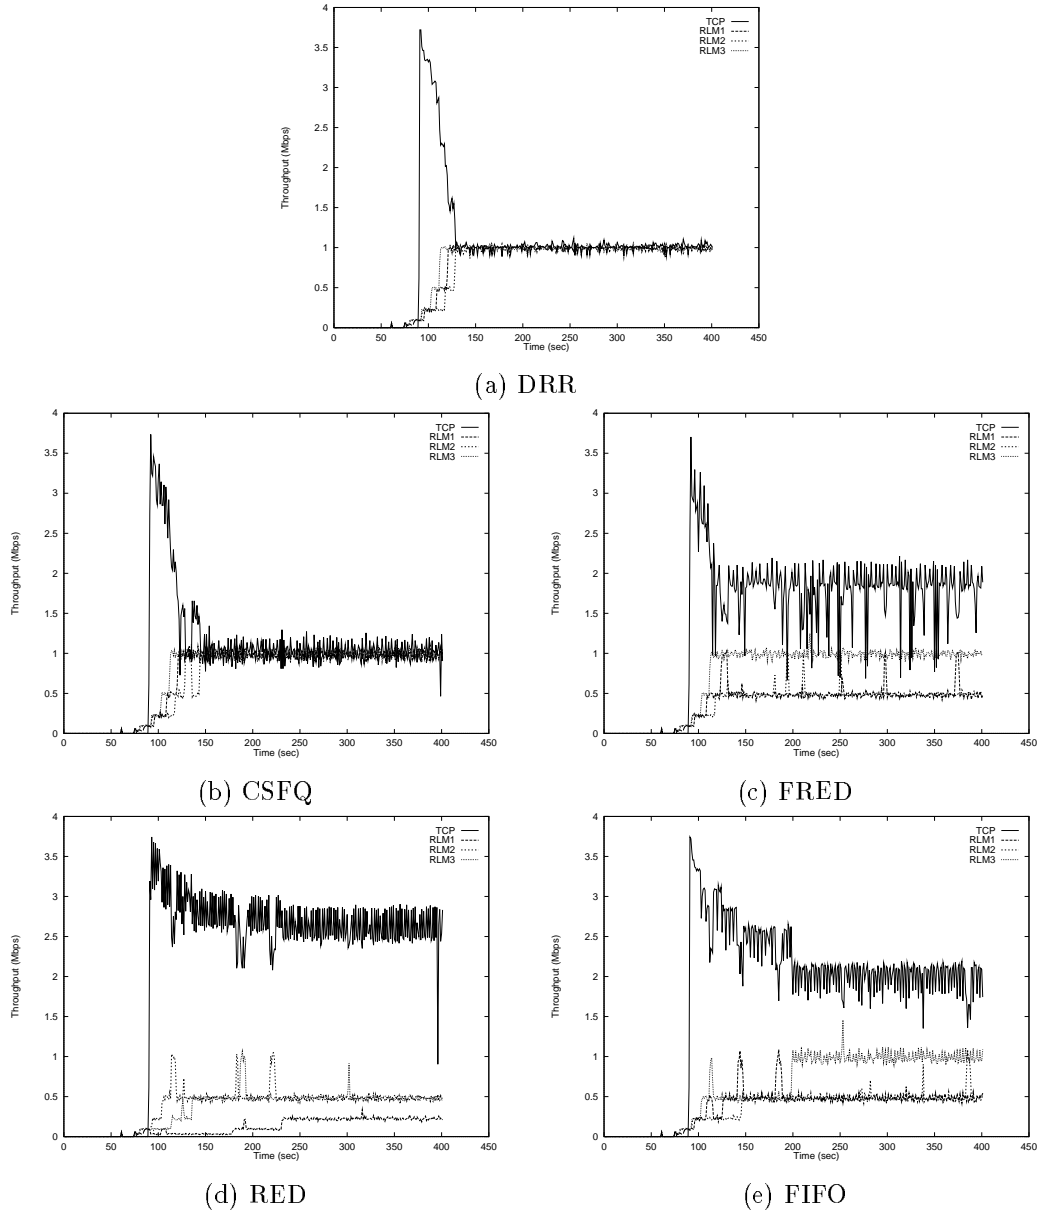 4
3.5
3
2.5
2
1.5
1
0.5
0
Throughput (Mbps)
TCP
RLM1
RLM2
RLM3
0 50 100 150 200 250 300 350 400 450
Time (sec)
(a) DRR
4
3.5
3
2.5
2
1.5
1
0.5
0
Throughput (Mbps)
TCP
RLM1
RLM2
RLM3
0 50 100 150 200 250 300 350 400 450
Time (sec)
(b) CSFQ
4
3.5
3
2.5
2
1.5
1
0.5
0
Throughput (Mbps)
TCP
RLM1
RLM2
RLM3
0 50 100 150 200 250 300 350 400 450
Time (sec)
(c) FRED
4
3.5
3
2.5
2
1.5
1
0.5
0
Throughput (Mbps)
TCP
RLM1
RLM2
RLM3
0 50 100 150 200 250 300 350 400 450
Time (sec)
(d) RED
4
3.5
3
2.5
2
1.5
1
0.5
0
Throughput (Mbps)
TCP
RLM1
RLM2
RLM3
0 50 100 150 200 250 300 350 400 450
Time (sec)
(e) FIFO